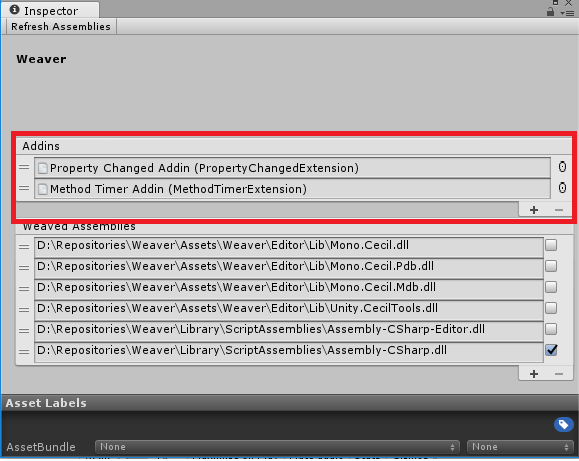 Inspector
Refresh Assemblies
Weaver
Addins
Property Changed Addin (PropertyChangedExtension)
Method Timer Addin (MethodTimerExtension)
+ −
Weaved Assemblies
D:\Repositories\Weaver\Assets\Weaver\Editor\Lib\Mono.Cecil.dll
D:\Repositories\Weaver\Assets\Weaver\Editor\Lib\Mono.Cecil.Pdb.dll
D:\Repositories\Weaver\Assets\Weaver\Editor\Lib\Mono.Cecil.Mdb.dll
D:\Repositories\Weaver\Assets\Weaver\Editor\Lib\Unity.CecilTools.dll
D:\Repositories\Weaver\Library\ScriptAssemblies\Assembly-CSharp-Editor.dll
D:\Repositories\Weaver\Library\ScriptAssemblies\Assembly-CSharp.dll
+ −
Asset Labels
AssetBundle None None